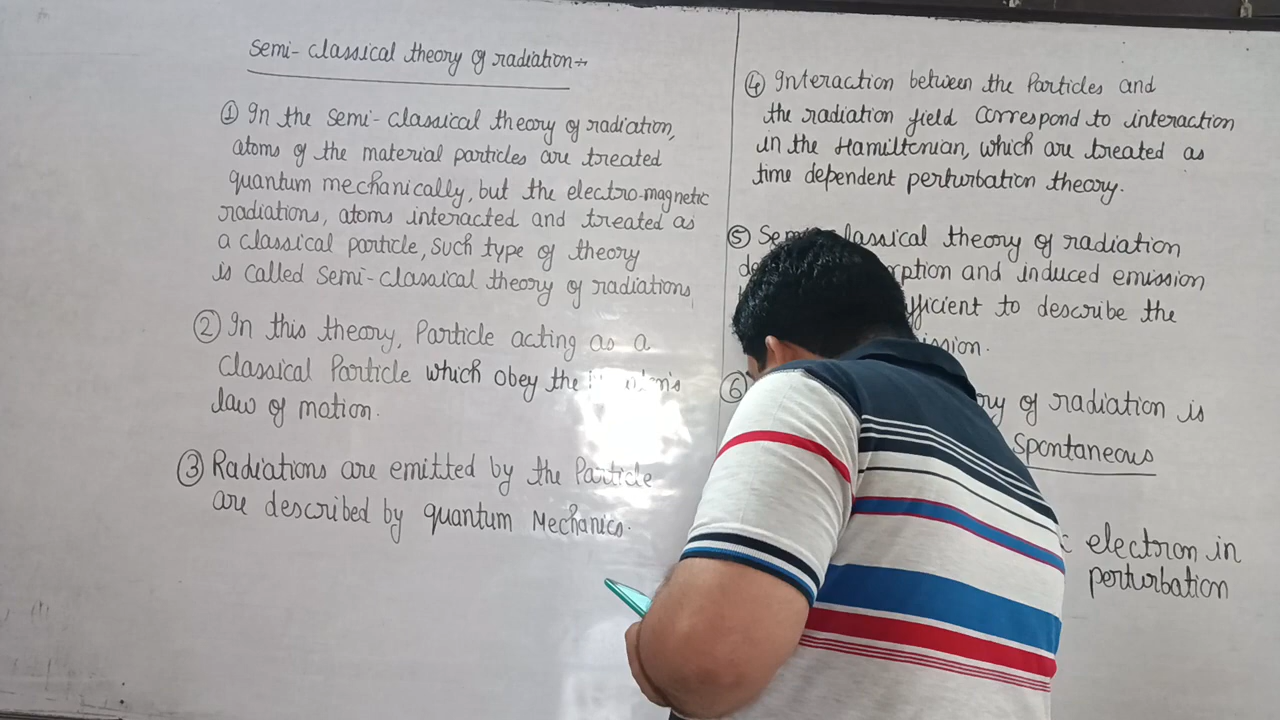 Semi-classical theory of radiation÷
① In the semi-classical theory of radiation,
atoms of the material particles are treated
quantum mechanically, but the electro-magnetic
radiations, atoms interacted and treated as
a classical particle, such type of theory
is called semi-classical theory of radiations,
② In this theory, Particle acting as a
Classical Particle which obey the
law of motion.
③ Radiations are emitted by the Particle
are described by quantum Mechanics.
④ Interaction between the Particles and
the radiation field correspond to interaction
in the Hamiltonian, which are treated as
time dependent perturbation theory.
⑤ classical theory of radiation
and induced emission
to describe the
⑥ of radiation is
Spontaneous
electron in
perturbation